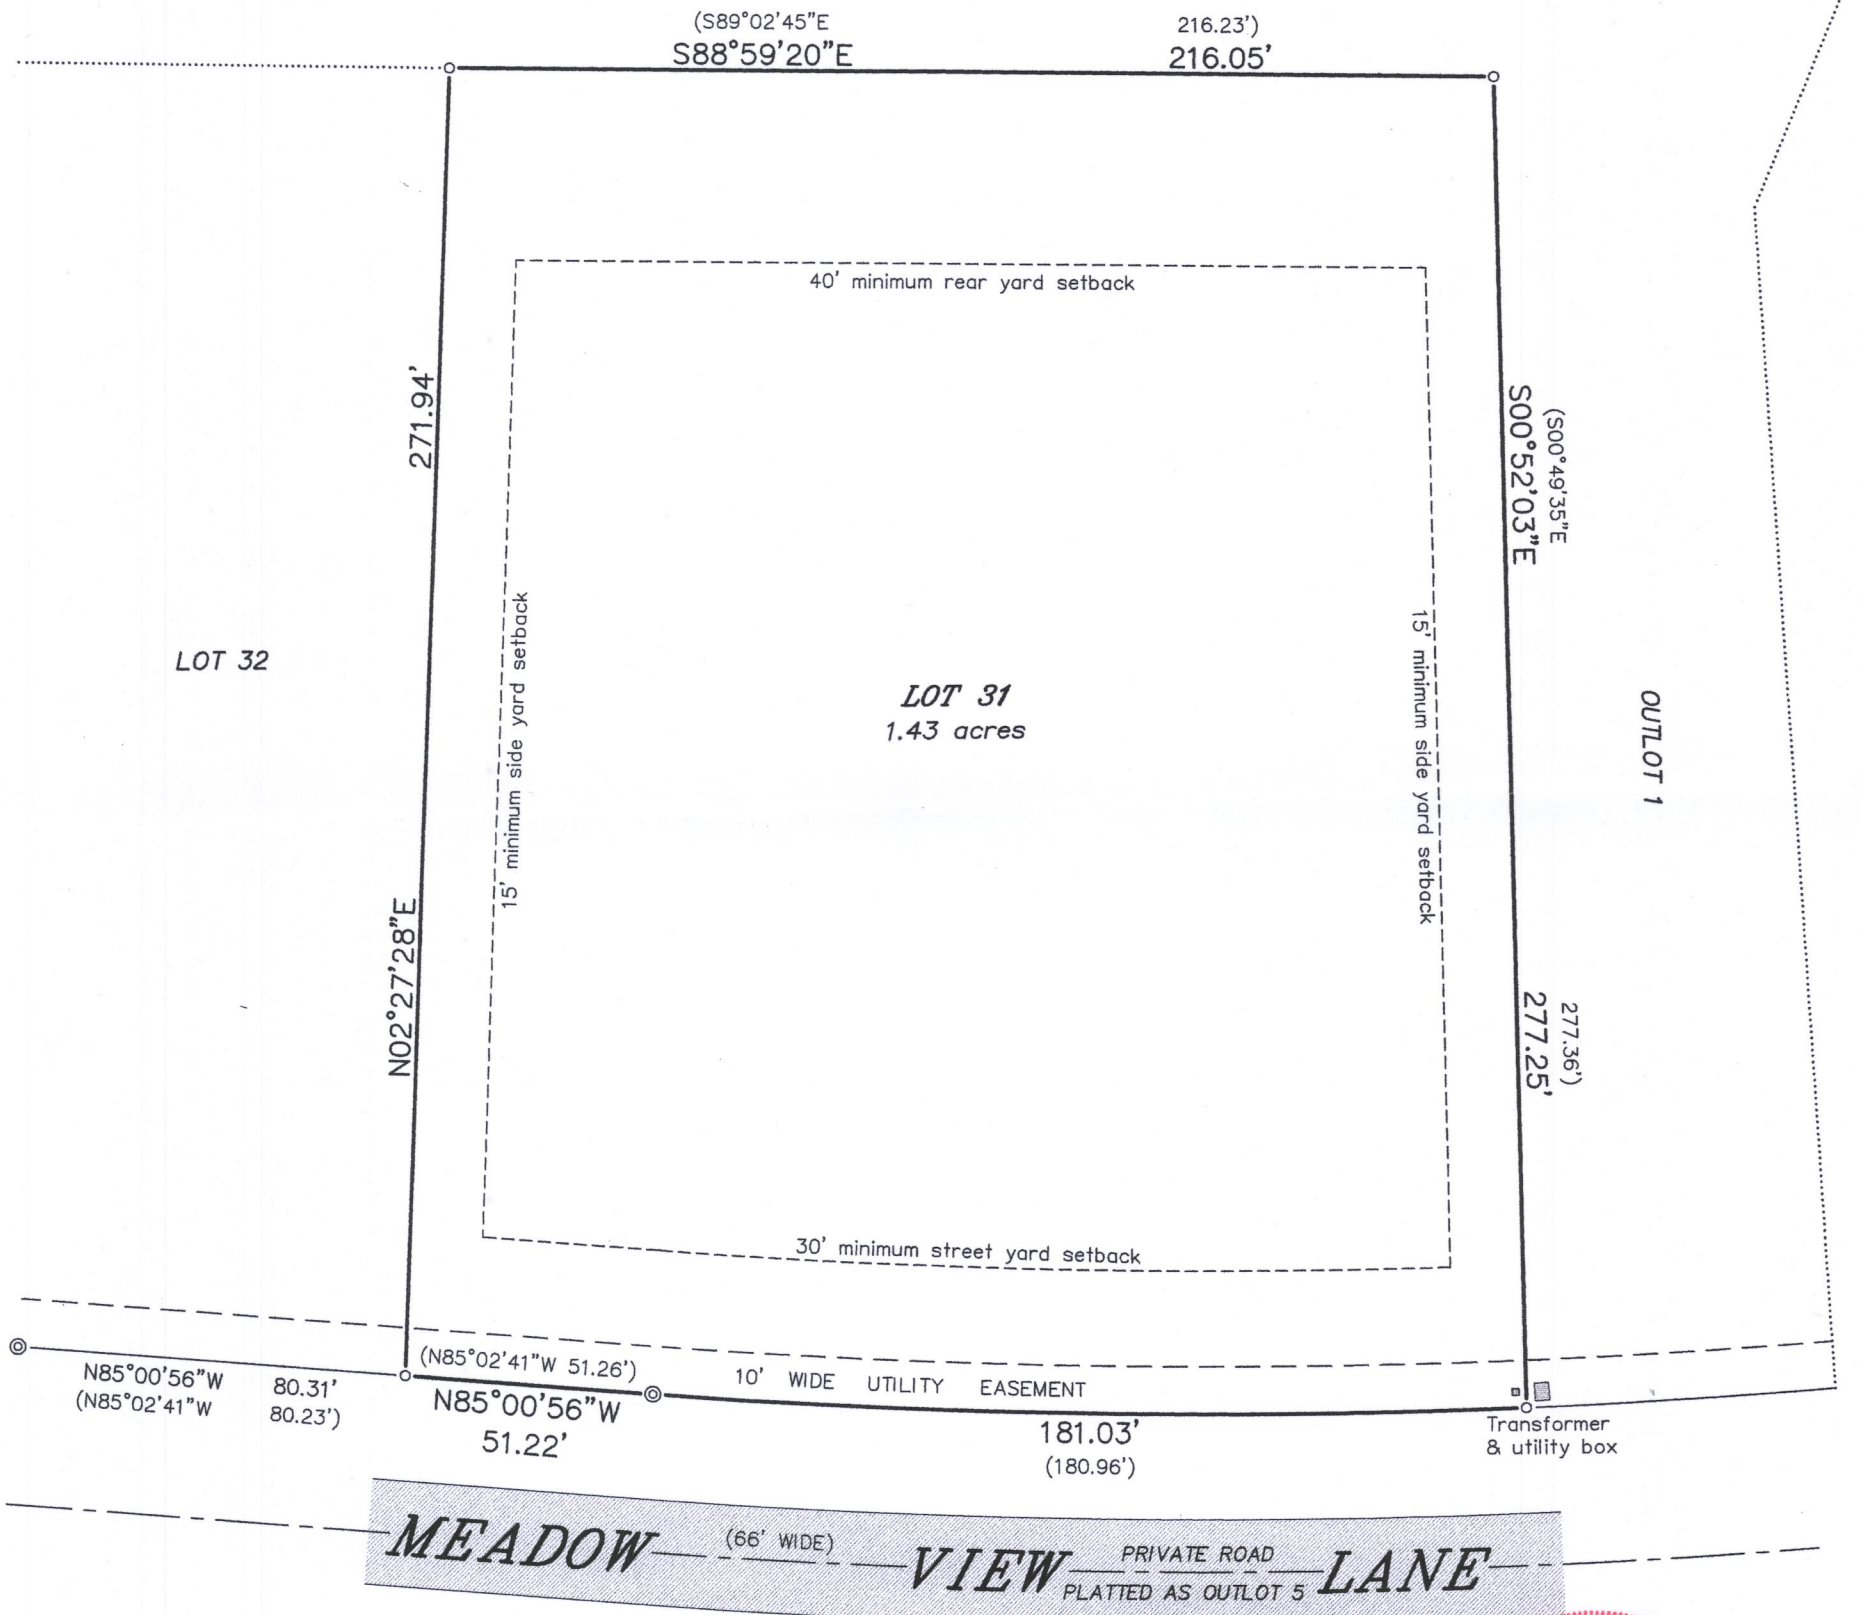 (S89°02'45"E 216.23')
S88°59'20"E 216.05'
40' minimum rear yard setback
271.94'
N02°27'28"E
15' minimum side yard setback
LOT 32
LOT 31
1.43 acres
15' minimum side yard setback
(S00°49'35"E 277.36')
S00°52'03"E 277.25'
OUTLOT 1
30' minimum street yard setback
(N85°02'41"W 51.26')
N85°00'56"W
51.22'
N85°00'56"W 80.31'
(N85°02'41"W 80.23')
10' WIDE UTILITY EASEMENT
181.03'
(180.96')
Transformer
& utility box
MEADOW (66' WIDE) VIEW LANE
PRIVATE ROAD
PLATTED AS OUTLOT 5